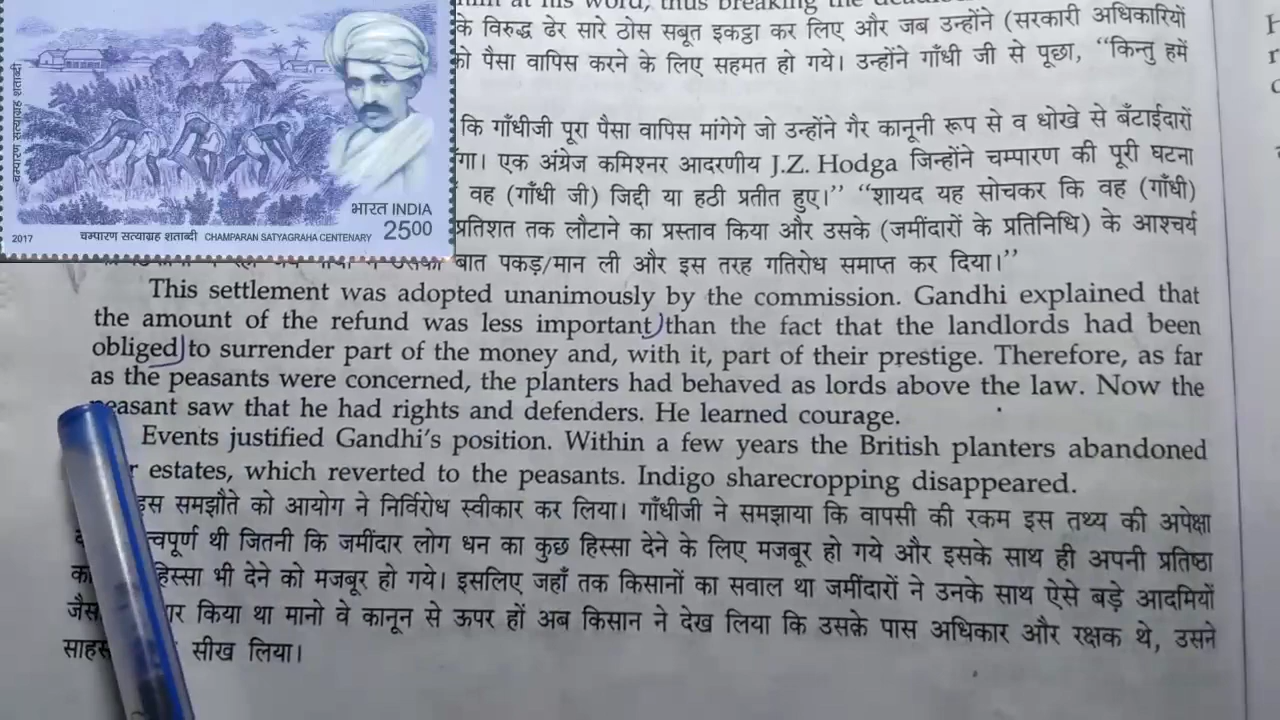 के विरुद्ध ढेर सारे ठोस सबूत इकट्ठा कर लिए और जब उन्होंने (सरकारी अधिकारियों
को पैसा वापिस करने के लिए सहमत हो गये। उन्होंने गाँधी जी से पूछा, “किन्तु हमें
कि गाँधीजी पूरा पैसा वापिस मांगेगे जो उन्होंने गैर कानूनी रूप से व धोखे से बँटाईदारों
गा। एक अंग्रेज कमिश्नर आदरणीय J.Z. Hodga जिन्होंने चम्पारण की पूरी घटना
वह (गाँधी जी) जिद्दी या हठी प्रतीत हुए।” “शायद यह सोचकर कि वह (गाँधी)
प्रतिशत तक लौटाने का प्रस्ताव किया और उसके (जमींदारों के प्रतिनिधि) के आश्चर्य
बात पकड़/मान ली और इस तरह गतिरोध समाप्त कर दिया।”
चम्पारण सत्याग्रह शताब्दी
भारत INDIA
2017 चम्पारण सत्याग्रह शताब्दी CHAMPARAN SATYAGRAHA CENTENARY 2500
This settlement was adopted unanimously by the commission. Gandhi explained that
the amount of the refund was less important than the fact that the landlords had been
obliged to surrender part of the money and, with it, part of their prestige. Therefore, as far
as the peasants were concerned, the planters had behaved as lords above the law. Now the
peasant saw that he had rights and defenders. He learned courage.
Events justified Gandhi's position. Within a few years the British planters abandoned
estates, which reverted to the peasants. Indigo sharecropping disappeared.
इस समझौते को आयोग ने निर्विरोध स्वीकार कर लिया। गाँधीजी ने समझाया कि वापसी की रकम इस तथ्य की अपेक्षा
त्वपूर्ण थी जितनी कि जमींदार लोग धन का कुछ हिस्सा देने के लिए मजबूर हो गये और इसके साथ ही अपनी प्रतिष्ठा
हिस्सा भी देने को मजबूर हो गये। इसलिए जहाँ तक किसानों का सवाल था जमींदारों ने उनके साथ ऐसे बड़े आदमियों
र किया था मानो वे कानून से ऊपर हों अब किसान ने देख लिया कि उसके पास अधिकार और रक्षक थे, उसने
साहस सीख लिया।